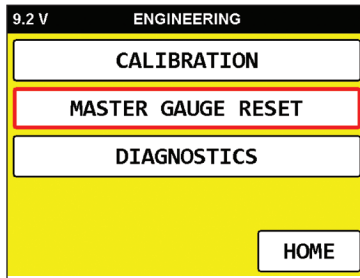 9.2 V ENGINEERING
CALIBRATION
MASTER GAUGE RESET
DIAGNOSTICS
HOME